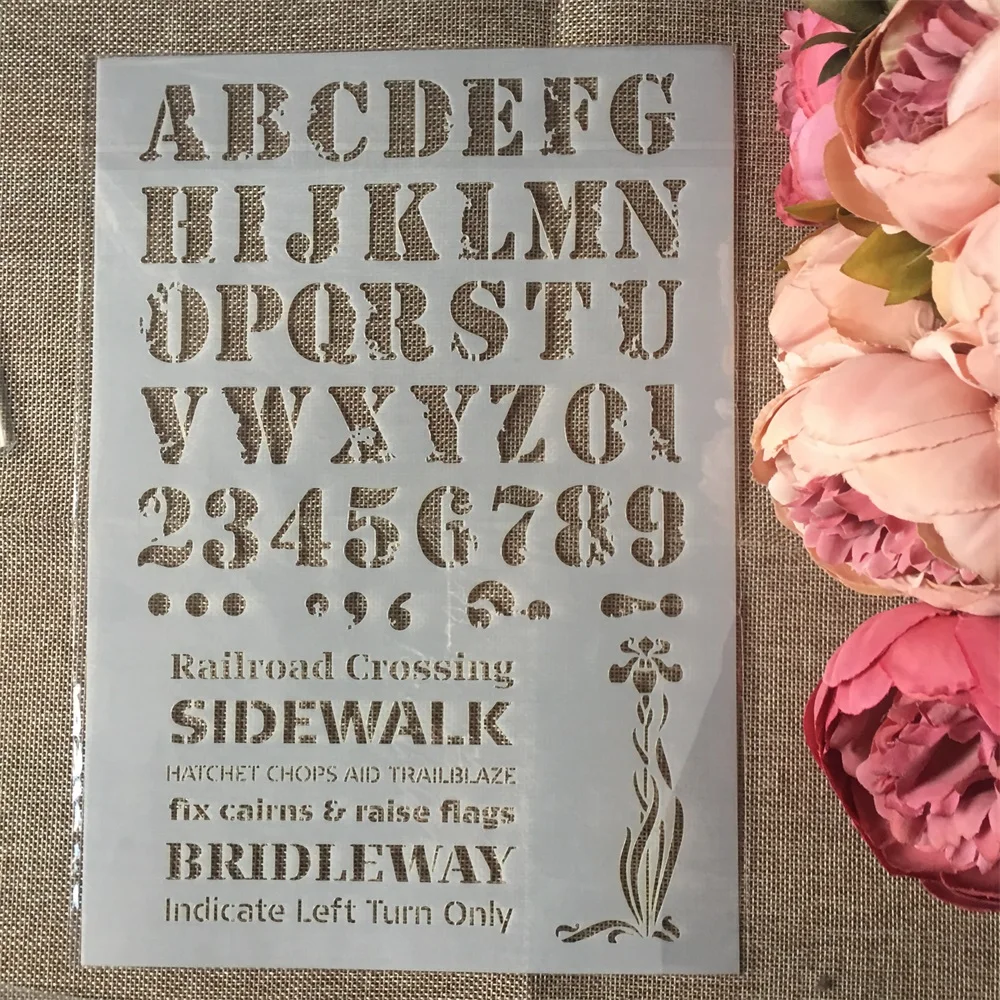 ABCDEFG
HIJKLMN
OPQRSTU
VWXYZ01
23456789
••• •,‘ ?!
Railroad Crossing
SIDEWALK
HATCHET CHOPS AID TRAILBLAZE
fix cairns & raise flags
BRIDLEWAY
Indicate Left Turn Only